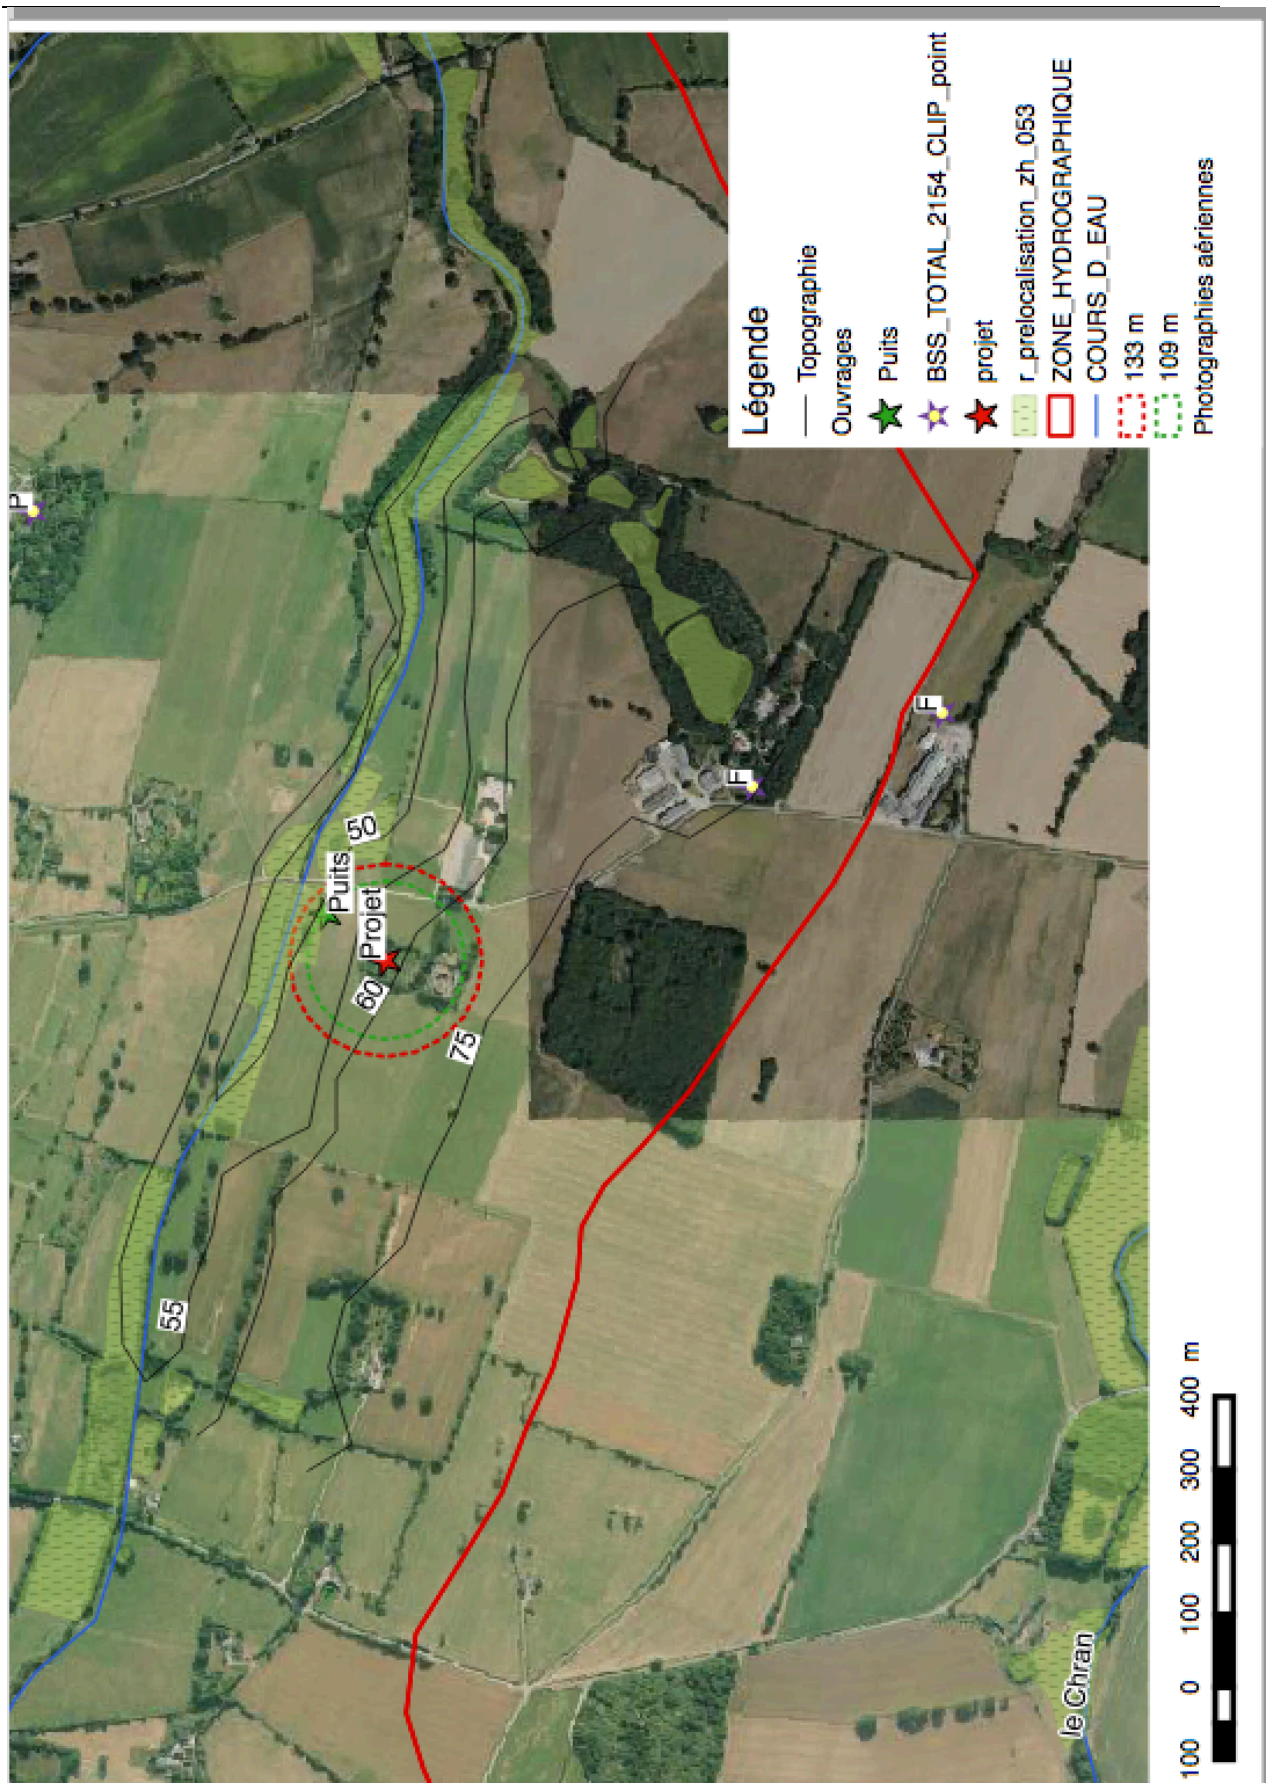 P
50
Puits
Projet
60
75
55
F
F
le Chran
Légende
Topographie
Ouvrages
Puits
BSS_TOTAL_2154_CLIP_point
projet
r_prelocalisation_zh_053
ZONE_HYDROGRAPHIQUE
COURS_D_EAU
133 m
109 m
Photographies aériennes
100 0 100 200 300 400 m